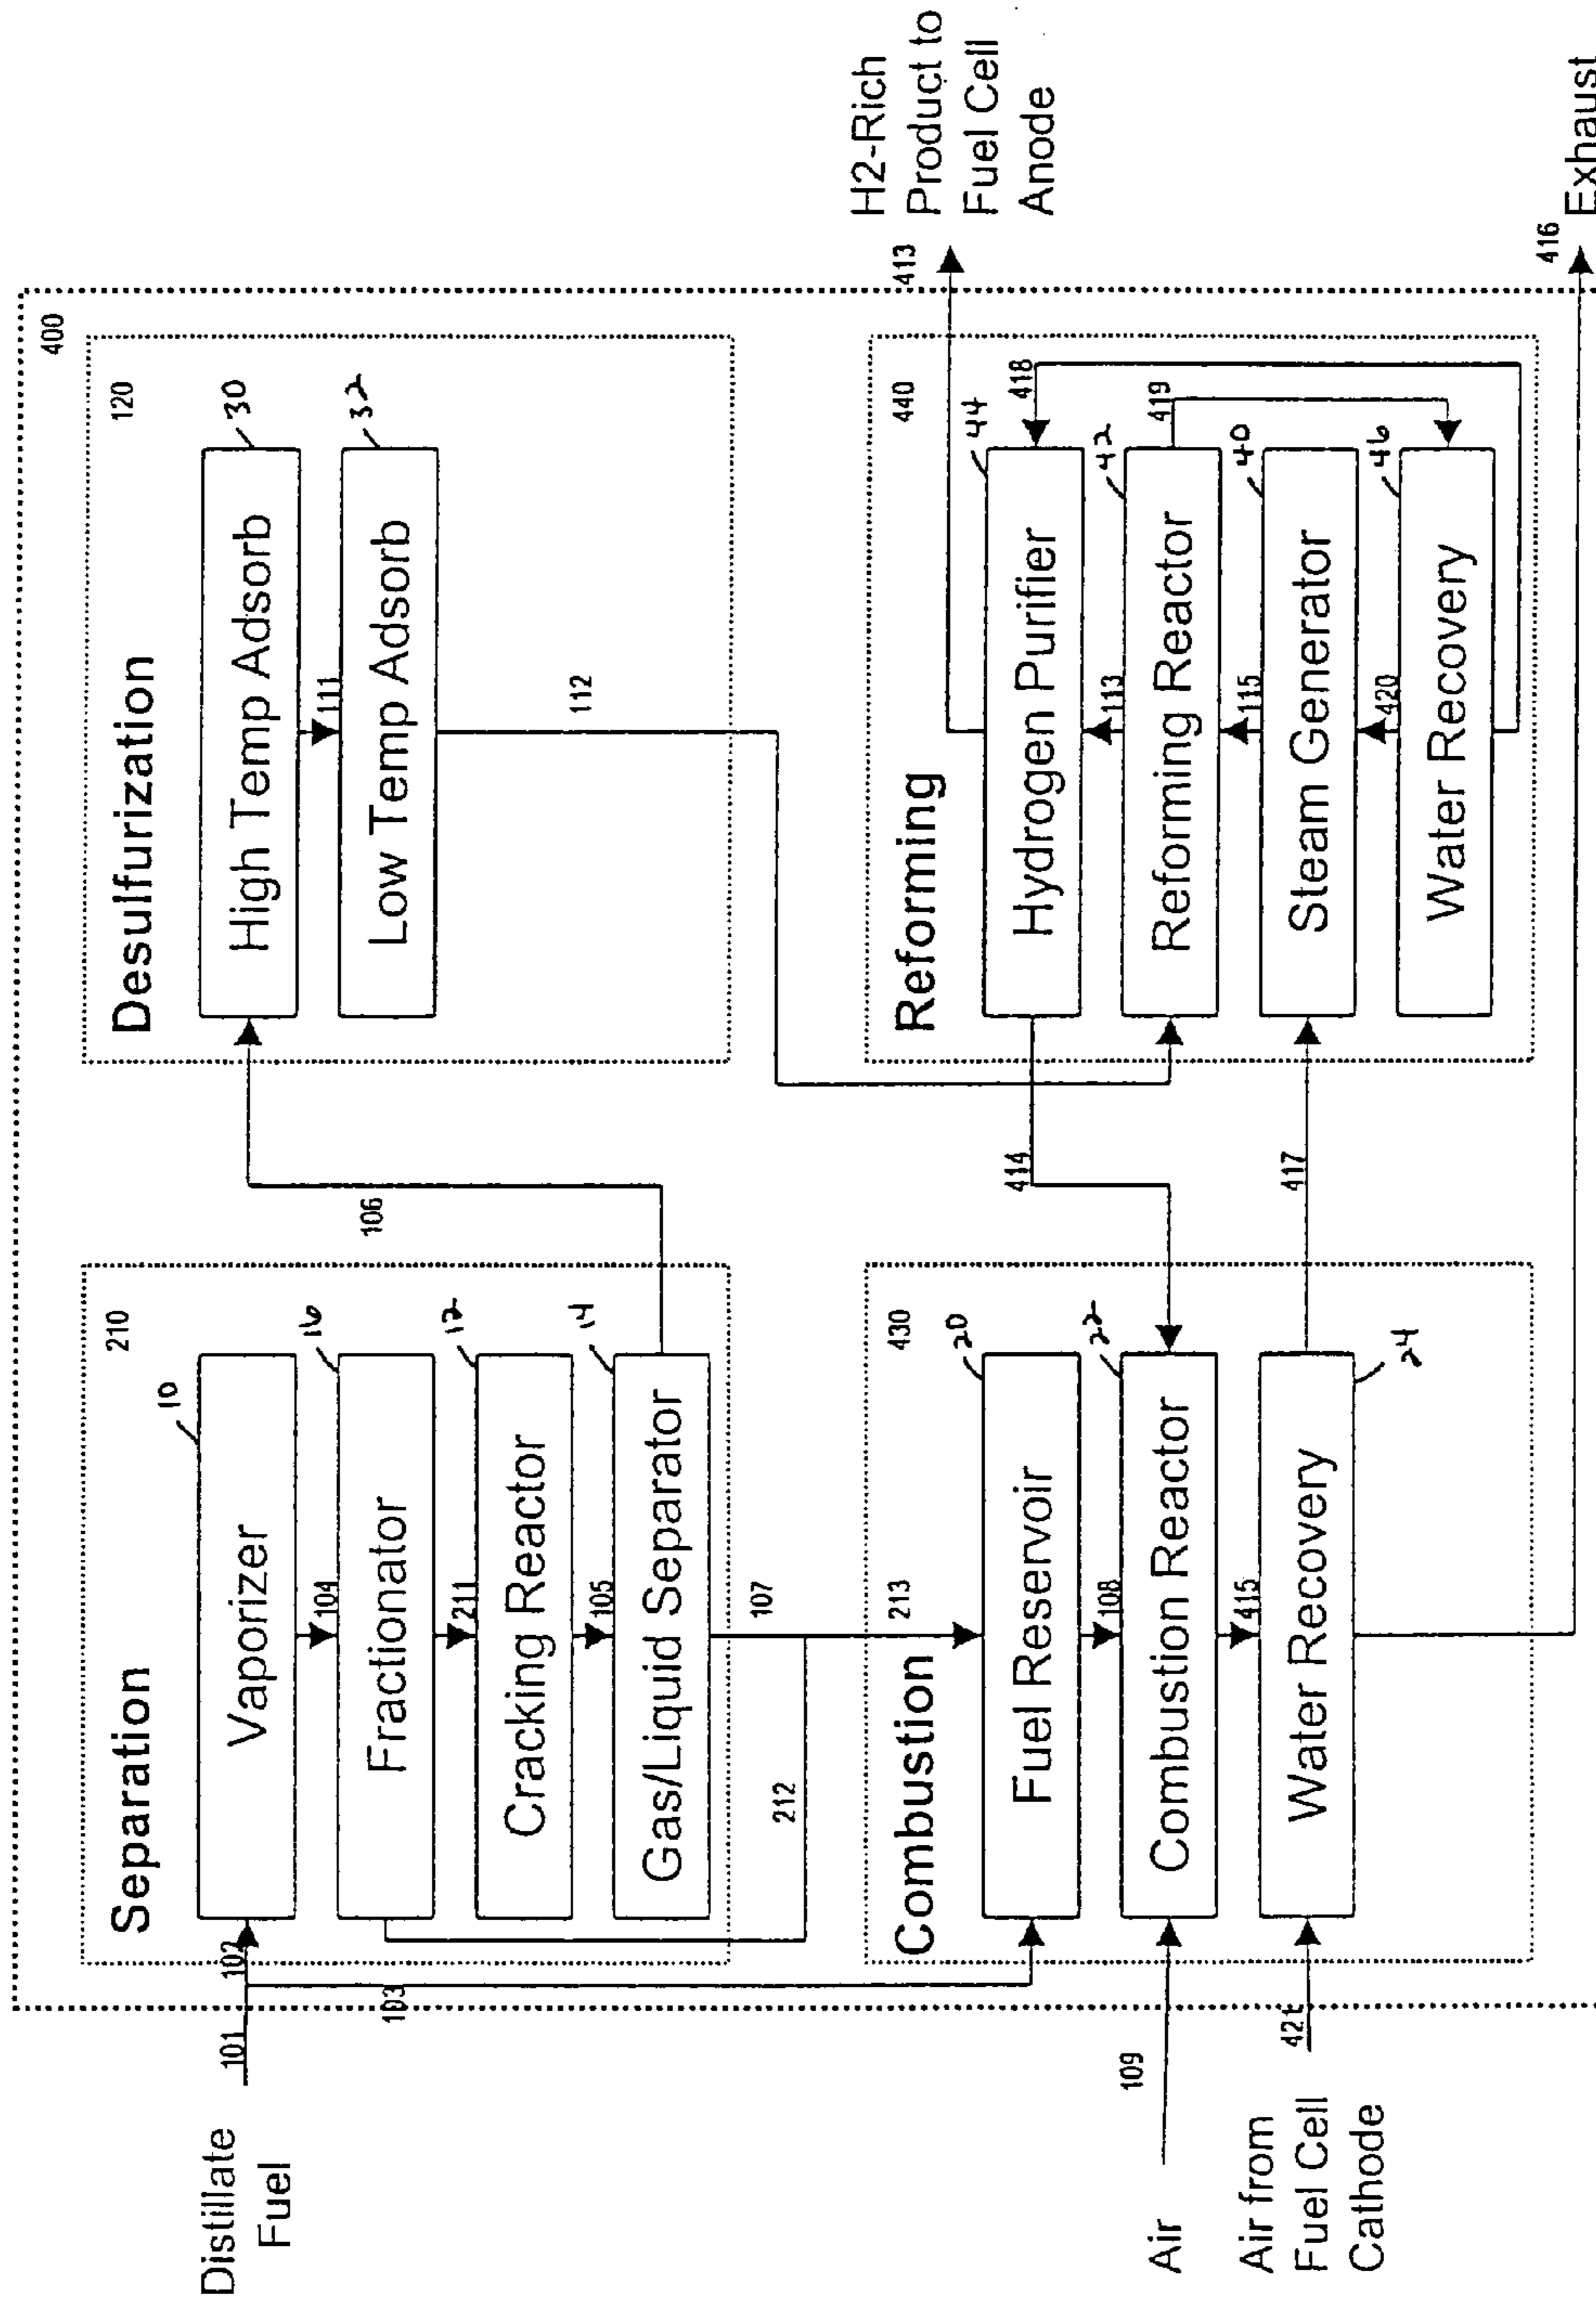 400
Separation
210
Vaporizer
10
104
Fractionator
16
211
Cracking Reactor
12
105
Gas/Liquid Separator
14
107
212
106
Desulfurization
120
High Temp Adsorb
30
111
Low Temp Adsorb
32
112
Distillate
Fuel
101
102
103
Combustion
213
430
Fuel Reservoir
20
108
Combustion Reactor
22
415
Water Recovery
24
Air
109
Air from
Fuel Cell
Cathode
421
414
417
Reforming
440
Hydrogen Purifier
44
418
113
Reforming Reactor
42
419
115
Steam Generator
40
420
Water Recovery
46
413
H2-Rich
Product to
Fuel Cell
Anode
416
Exhaust